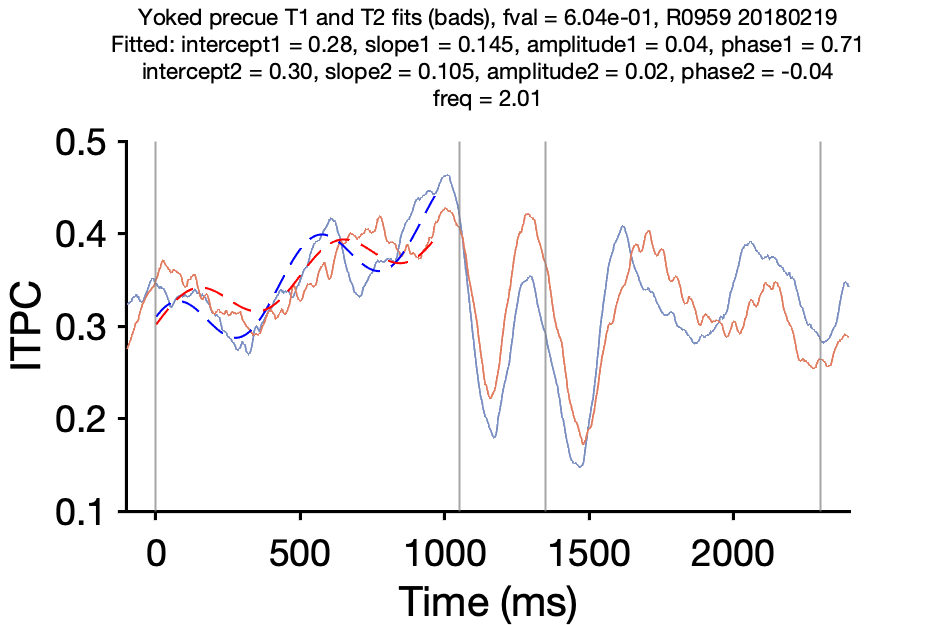 Yoked precue T1 and T2 fits (bads), fval = 6.04e-01, R0959 20180219
Fitted: intercept1 = 0.28, slope1 = 0.145, amplitude1 = 0.04, phase1 = 0.71
intercept2 = 0.30, slope2 = 0.105, amplitude2 = 0.02, phase2 = -0.04
freq = 2.01
0.5
0.4
0.3
0.2
0.1
ITPC
0 500 1000 1500 2000
Time (ms)